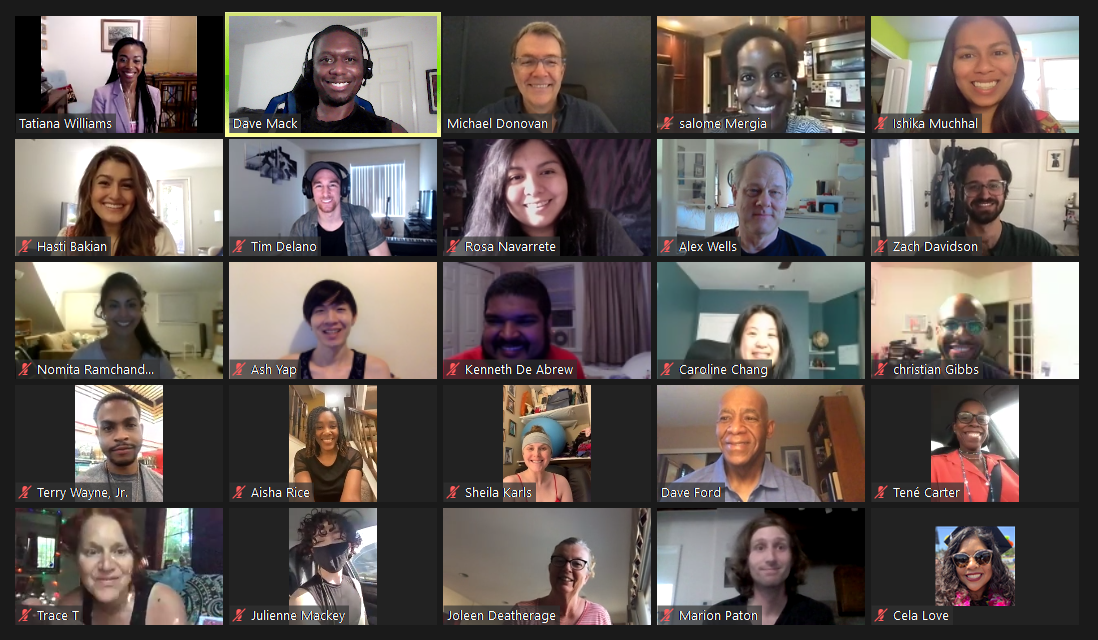 Tatiana Williams
Dave Mack
Michael Donovan
salome Mergia
Ishika Muchhal
Hasti Bakian
Tim Delano
Rosa Navarrete
Alex Wells
Zach Davidson
Nomita Ramchand...
Ash Yap
Kenneth De Abrew
Caroline Chang
christian Gibbs
Terry Wayne, Jr.
Aisha Rice
Sheila Karls
Dave Ford
Tené Carter
Trace T
Julienne Mackey
Joleen Deatherage
Marion Paton
Cela Love